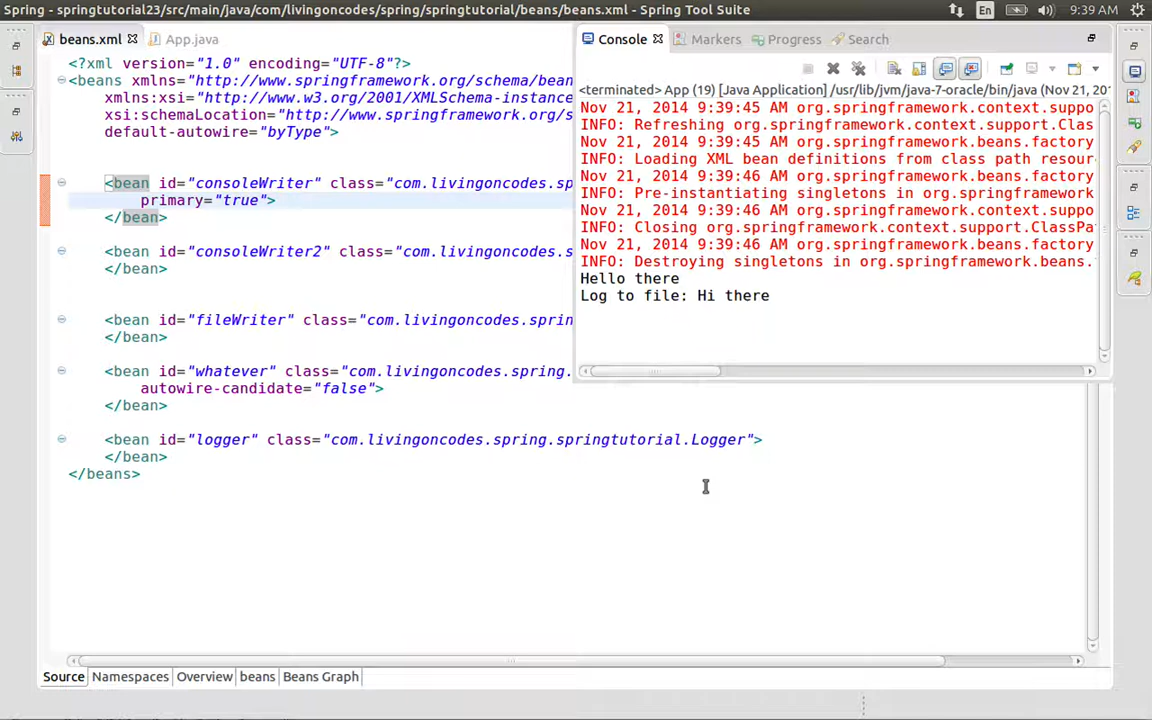 Spring - springtutorial23/src/main/java/com/livingoncodes/spring/springtutorial/beans/beans.xml - Spring Tool Suite
En
9:39 AM
beans.xml
App.java
<?xml version="1.0" encoding="UTF-8"?>
<beans xmlns="http://www.springframework.org/schema/bean
xmlns:xsi="http://www.w3.org/2001/XMLSchema-instance
xsi:schemaLocation="http://www.springframework.org/s
default-autowire="byType">
<bean id="consoleWriter" class="com.livingoncodes.sp
primary="true">
</bean>
<bean id="consoleWriter2" class="com.livingoncodes.s
</bean>
<bean id="fileWriter" class="com.livingoncodes.sprin
</bean>
<bean id="whatever" class="com.livingoncodes.spring.
autowire-candidate="false">
</bean>
<bean id="logger" class="com.livingoncodes.spring.springtutorial.Logger">
</bean>
</beans>
Source
Namespaces
Overview
beans
Beans Graph
Console
Markers
Progress
Search
<terminated> App (19) [Java Application] /usr/lib/jvm/java-7-oracle/bin/java (Nov 21, 201
Nov 21, 2014 9:39:45 AM org.springframework.context.suppo
INFO: Refreshing org.springframework.context.support.Clas
Nov 21, 2014 9:39:45 AM org.springframework.beans.factory
INFO: Loading XML bean definitions from class path resour
Nov 21, 2014 9:39:46 AM org.springframework.beans.factory
INFO: Pre-instantiating singletons in org.springframework
Nov 21, 2014 9:39:46 AM org.springframework.context.suppo
INFO: Closing org.springframework.context.support.ClassPa
Nov 21, 2014 9:39:46 AM org.springframework.beans.factory
INFO: Destroying singletons in org.springframework.beans.
Hello there
Log to file: Hi there